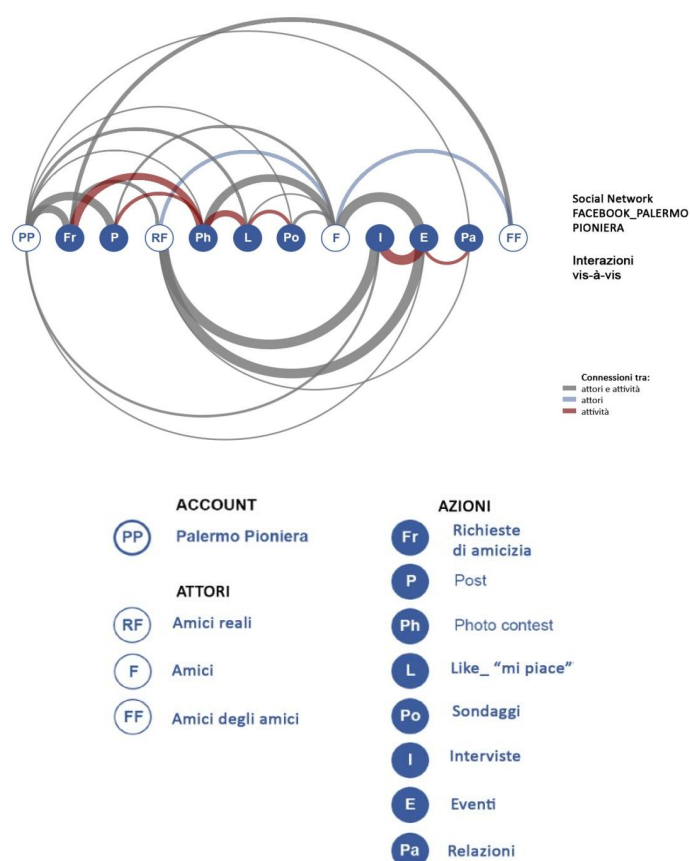 PP Fr P RF Ph L Po F I E Pa FF
Social Network
FACEBOOK_PALERMO
PIONIERA
Interazioni
vis-à-vis
Connessioni tra:
attori e attività
attori
attività
ACCOUNT
PP Palermo Pioniera
ATTORI
RF Amici reali
F Amici
FF Amici degli amici
AZIONI
Fr Richieste
di amicizia
P Post
Ph Photo contest
L Like_ “mi piace”
Po Sondaggi
I Interviste
E Eventi
Pa Relazioni